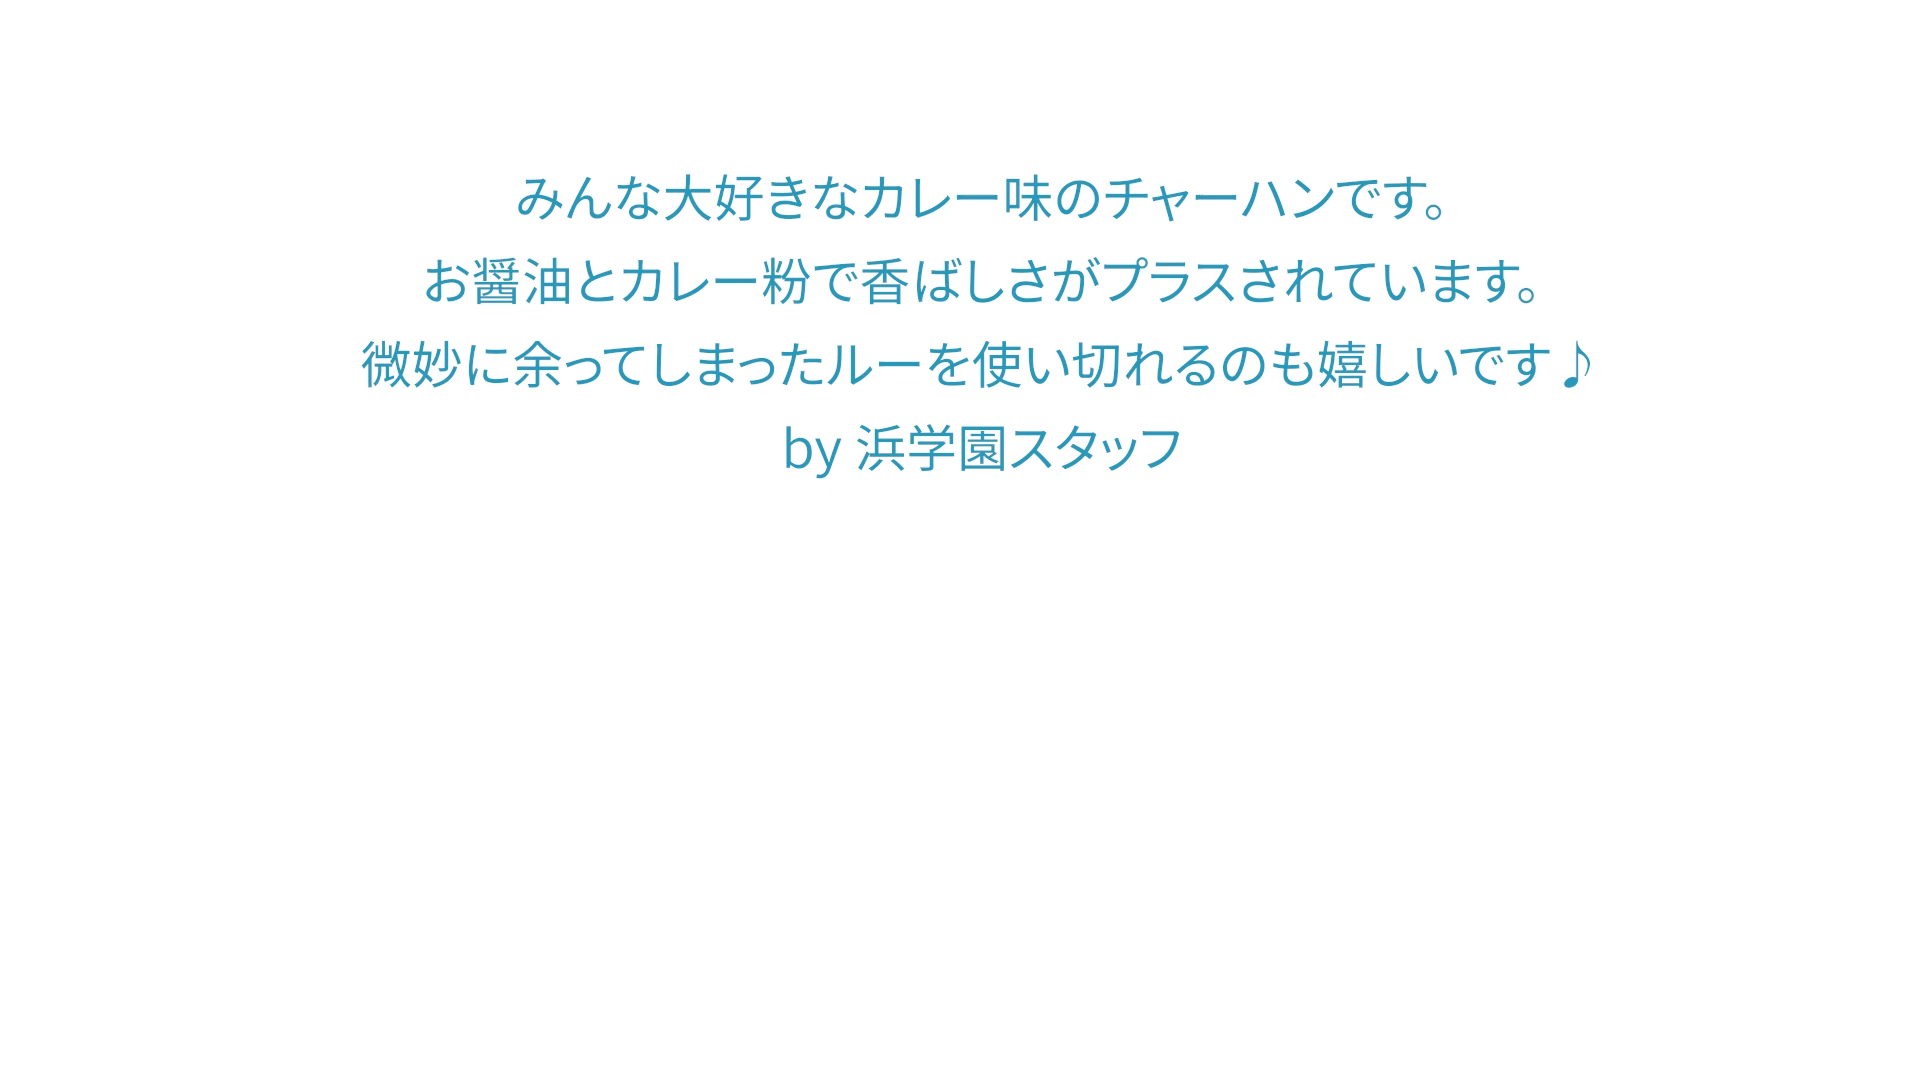 みんな大好きなカレー味のチャーハンです。
お醤油とカレー粉で香ばしさがプラスされています。
微妙に余ってしまったルーを使い切れるのも嬉しいです♪
by 浜学園スタッフ